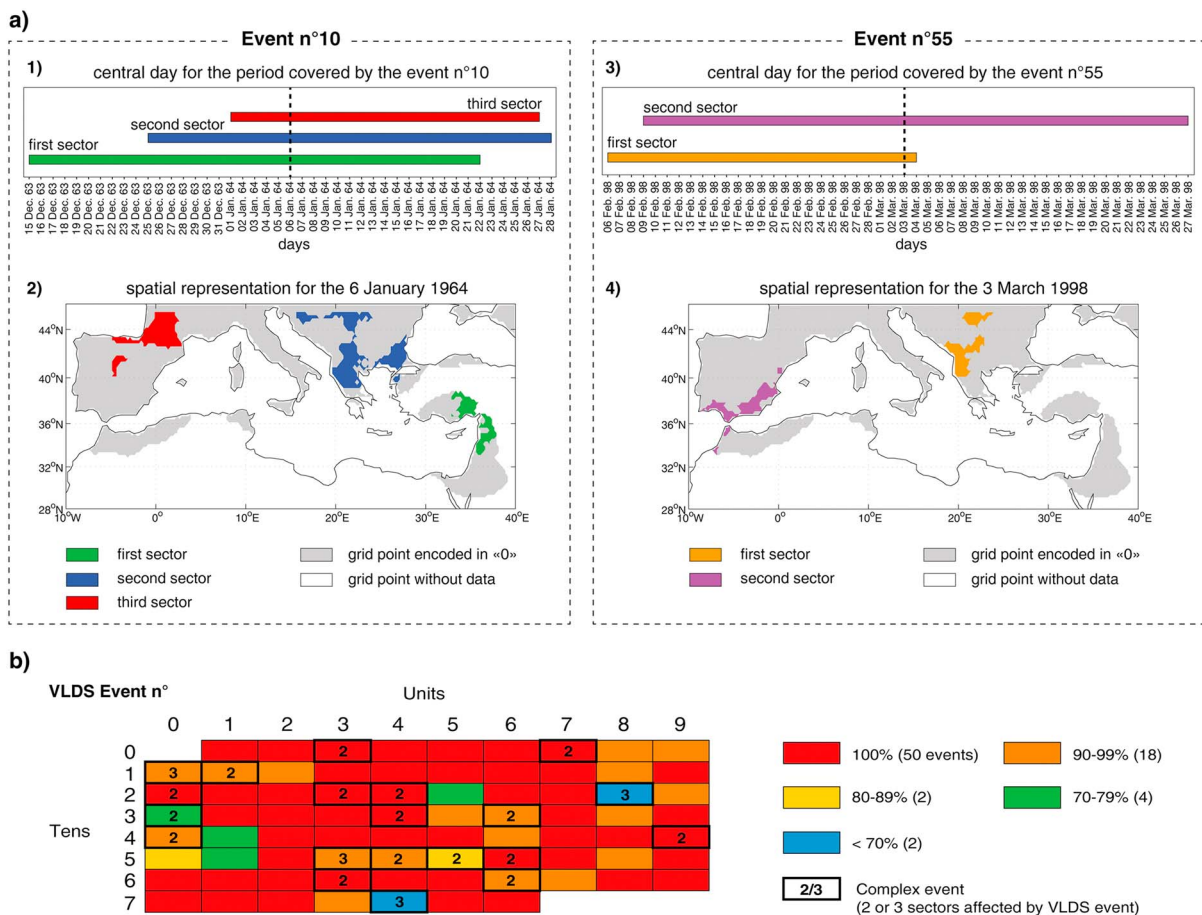 a)
Event n°10
1)
central day for the period covered by the event n°10
third sector
second sector
first sector
15 Dec. 63
16 Dec. 63
17 Dec. 63
18 Dec. 63
19 Dec. 63
20 Dec. 63
21 Dec. 63
22 Dec. 63
23 Dec. 63
24 Dec. 63
25 Dec. 63
26 Dec. 63
27 Dec. 63
28 Dec. 63
29 Dec. 63
30 Dec. 63
31 Dec. 63
01 Jan. 64
02 Jan. 64
03 Jan. 64
04 Jan. 64
05 Jan. 64
06 Jan. 64
07 Jan. 64
08 Jan. 64
09 Jan. 64
10 Jan. 64
11 Jan. 64
12 Jan. 64
13 Jan. 64
14 Jan. 64
15 Jan. 64
16 Jan. 64
17 Jan. 64
18 Jan. 64
19 Jan. 64
20 Jan. 64
21 Jan. 64
22 Jan. 64
23 Jan. 64
24 Jan. 64
25 Jan. 64
26 Jan. 64
27 Jan. 64
28 Jan. 64
days
2)
spatial representation for the 6 January 1964
44°N
40°N
36°N
32°N
28°N
10°W 0° 10°E 20°E 30°E 40°E
first sector
second sector
third sector
grid point encoded in «0»
grid point without data
Event n°55
3)
central day for the period covered by the event n°55
second sector
first sector
06 Feb. 98
07 Feb. 98
08 Feb. 98
09 Feb. 98
10 Feb. 98
11 Feb. 98
12 Feb. 98
13 Feb. 98
14 Feb. 98
15 Feb. 98
16 Feb. 98
17 Feb. 98
18 Feb. 98
19 Feb. 98
20 Feb. 98
21 Feb. 98
22 Feb. 98
23 Feb. 98
24 Feb. 98
25 Feb. 98
26 Feb. 98
27 Feb. 98
28 Feb. 98
01 Mar. 98
02 Mar. 98
03 Mar. 98
04 Mar. 98
05 Mar. 98
06 Mar. 98
07 Mar. 98
08 Mar. 98
09 Mar. 98
10 Mar. 98
11 Mar. 98
12 Mar. 98
13 Mar. 98
14 Mar. 98
15 Mar. 98
16 Mar. 98
17 Mar. 98
18 Mar. 98
19 Mar. 98
20 Mar. 98
21 Mar. 98
22 Mar. 98
23 Mar. 98
24 Mar. 98
25 Mar. 98
26 Mar. 98
27 Mar. 98
days
4)
spatial representation for the 3 March 1998
44°N
40°N
36°N
32°N
28°N
10°W 0° 10°E 20°E 30°E 40°E
first sector
second sector
grid point encoded in «0»
grid point without data
b)
VLDS Event n°
Units
0 1 2 3 4 5 6 7 8 9
Tens
0 2 2
1 3 2
2 2 2 2 3
3 2 2 2
4 2 2
5 3 2 2 2
6 2 2
7 3
100% (50 events)
90-99% (18)
80-89% (2)
70-79% (4)
< 70% (2)
2/3
Complex event
(2 or 3 sectors affected by VLDS event)